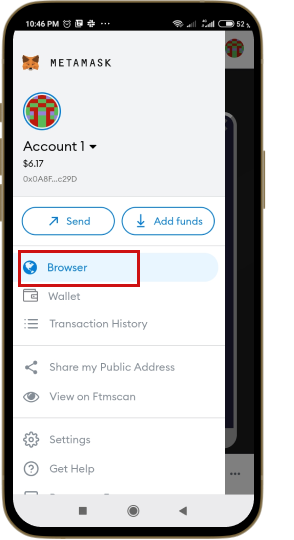 10:46 PM
52
METAMASK
Account 1
$6.17
0x0A8F...c29D
Send
Add funds
Browser
Wallet
Transaction History
Share my Public Address
View on Ftmscan
Settings
Get Help